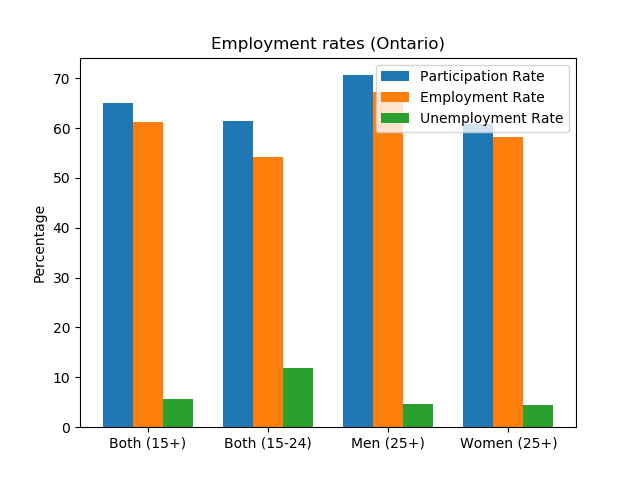 Employment rates (Ontario)
Participation Rate
Employment Rate
Unemployment Rate
Percentage
70
60
50
40
30
20
10
0
Both (15+)
Both (15-24)
Men (25+)
Women (25+)